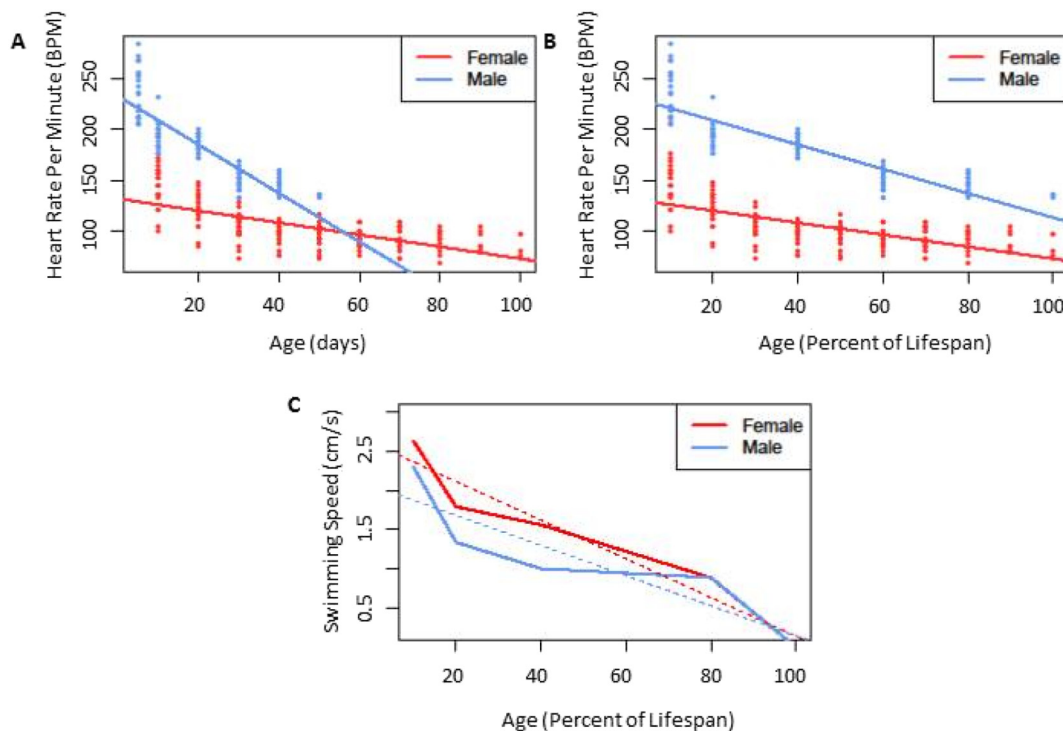 A
Heart Rate Per Minute (BPM)
250
200
150
100
Female
Male
20
40
60
80
100
Age (days)
B
Heart Rate Per Minute (BPM)
250
200
150
100
Female
Male
20
40
60
80
100
Age (Percent of Lifespan)
C
Swimming Speed (cm/s)
2.5
1.5
0.5
Female
Male
20
40
60
80
100
Age (Percent of Lifespan)